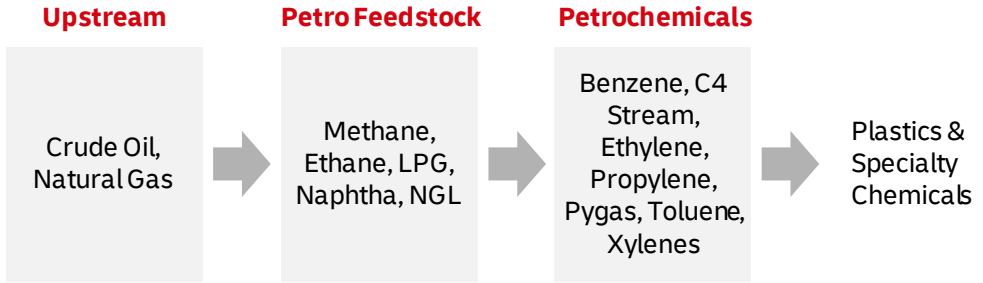 Upstream
Petro Feedstock
Petrochemicals
Crude Oil,
Natural Gas
Methane,
Ethane, LPG,
Naphtha, NGL
Benzene, C4
Stream,
Ethylene,
Propylene,
Pygas, Toluene,
Xylenes
Plastics &
Specialty
Chemicals